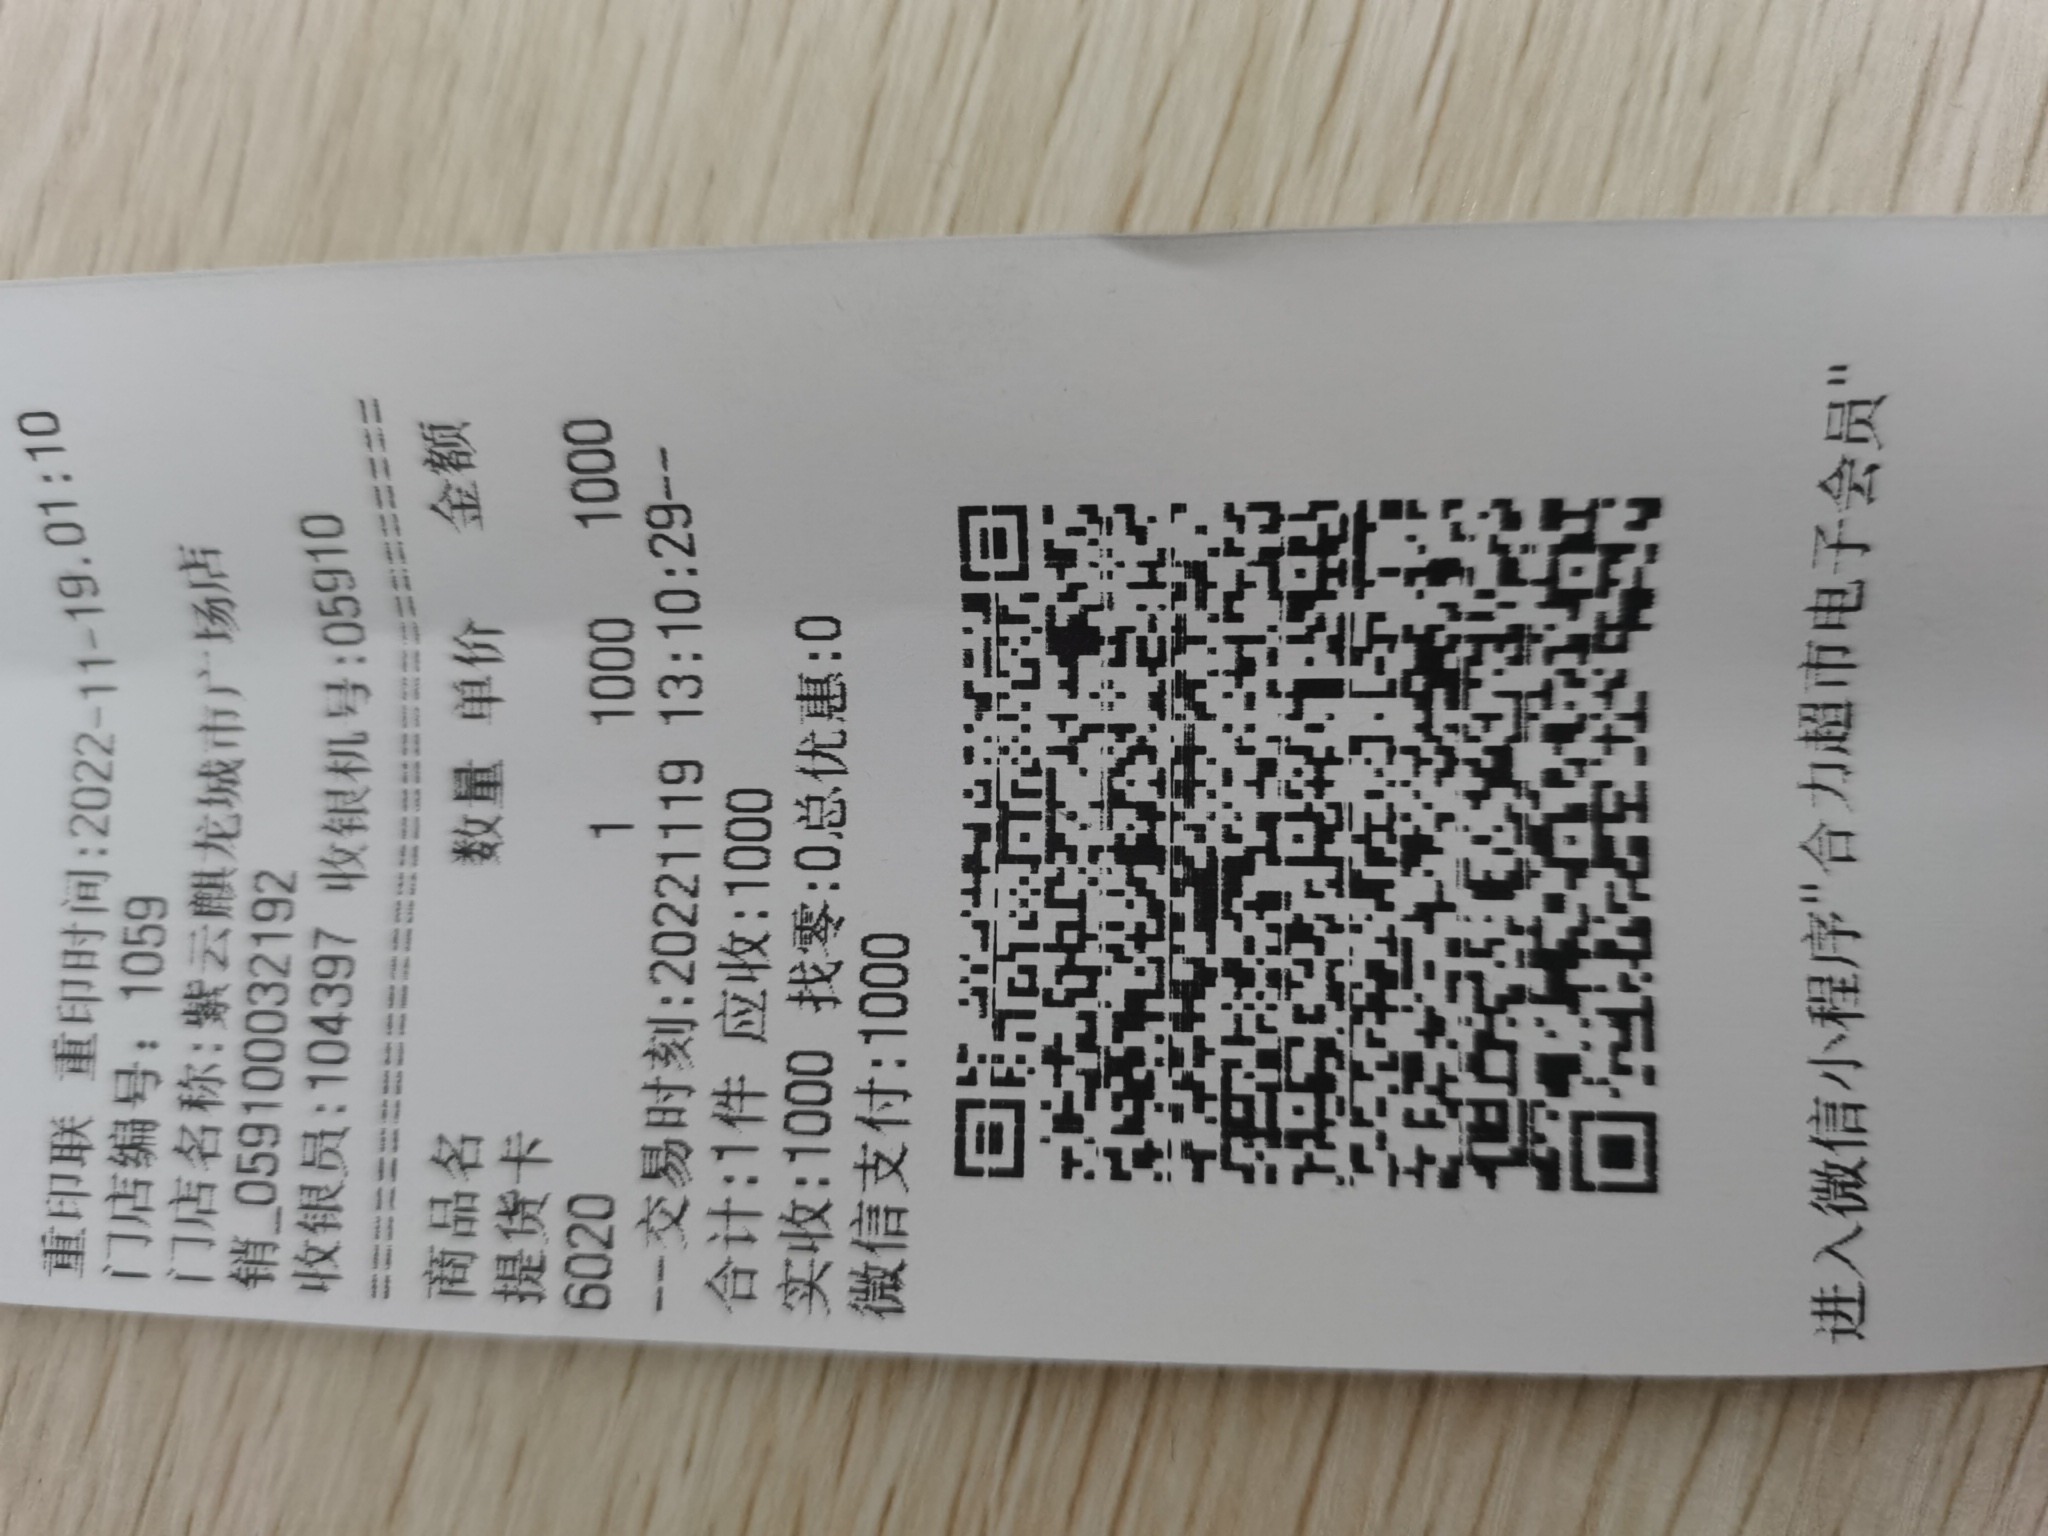 重印联 重印时间:2022-11-19.01:10
门店编号: 1059
门店名称:紫云麒龙城市广场店
销_059100032192
收银员:104397 收银机号:05910
商品名 数量 单价 金额
提货卡
6020 1 1000 1000
---交易时刻:20221119 13:10:29--
合计:1件 应收:1000
实收:1000 找零:0总优惠:0
微信支付:1000
进入微信小程序"合力超市电子会员"